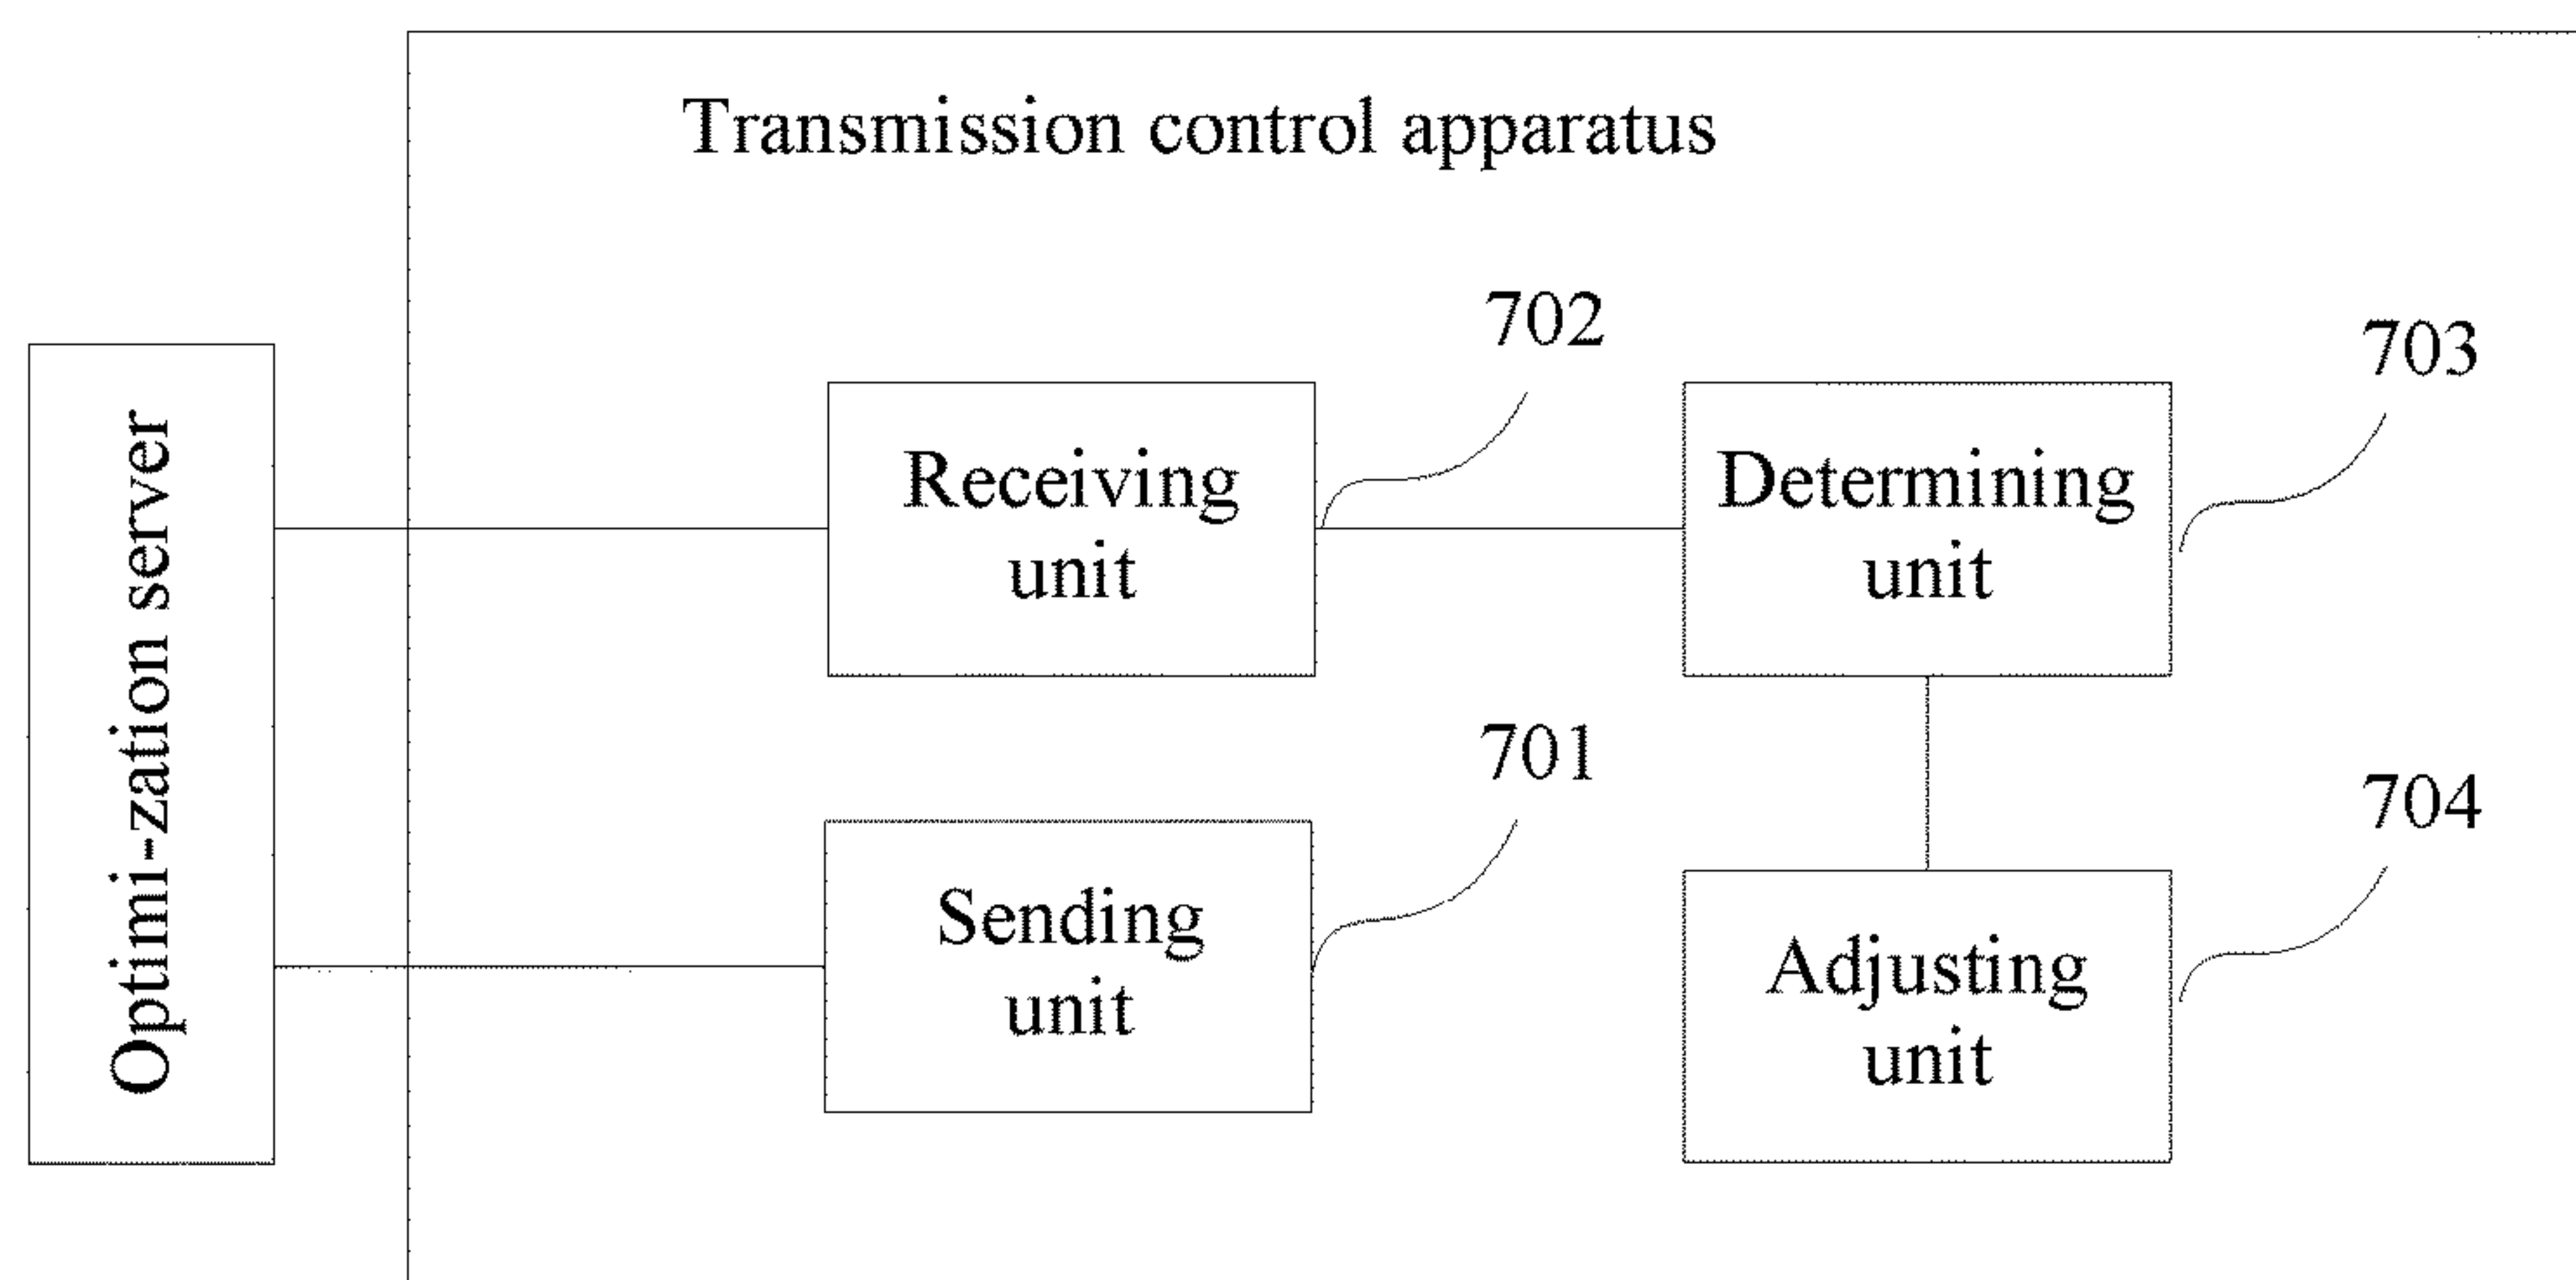 Transmission control apparatus
Optimi-zation server
702
703
Receiving
unit
Determining
unit
701
704
Sending
unit
Adjusting
unit